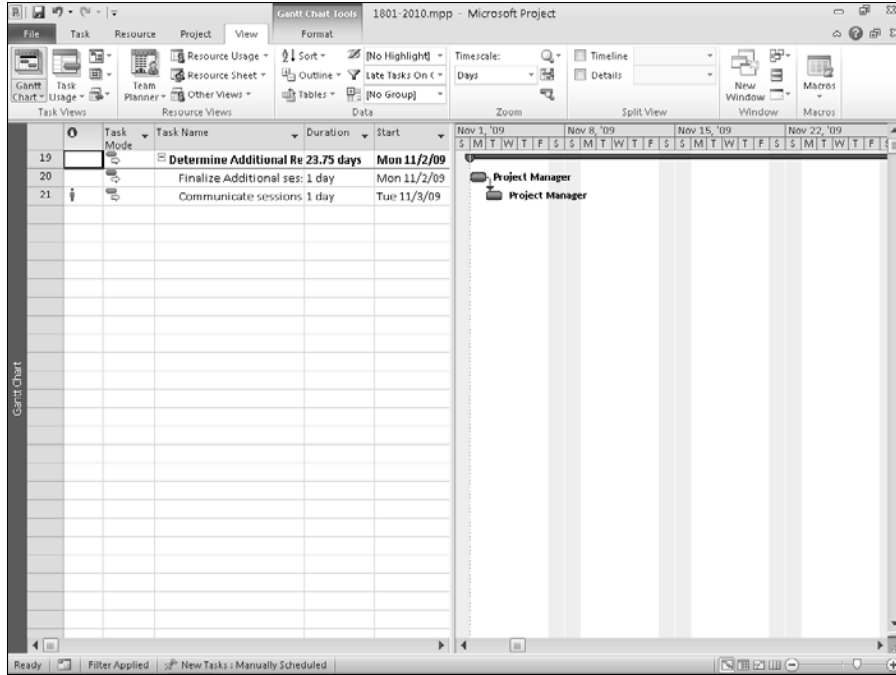 Gantt Chart Tools 1801-2010.mpp - Microsoft Project
File Task Resource Project View Format
Resource Usage Sort [No Highlight] Timescale: Timeline
Resource Sheet Outline Late Tasks On ( Days Details
Gantt Chart Task Usage Team Planner Other Views Tables [No Group] New Window Macros
Task Views Resource Views Data Zoom Split View Window Macros
Task Mode Task Name Duration Start Nov 1, '09 Nov 8, '09 Nov 15, '09 Nov 22, '09
S M T W T F S S M T W T F S S M T W T F S S M T W T F S
19 Determine Additional Re 23.75 days Mon 11/2/09
20 Finalize Additional ses: 1 day Mon 11/2/09 Project Manager
21 Communicate sessions 1 day Tue 11/3/09 Project Manager
Gantt Chart
Ready Filter Applied New Tasks : Manually Scheduled